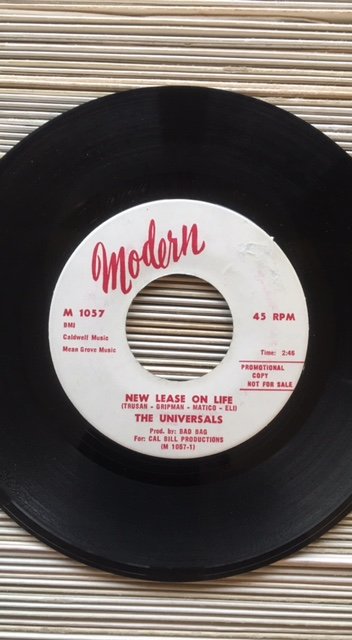 Modern
M 1057
45 RPM
BMI
Caldwell Music
Mean Grove Music
Time: 2:46
PROMOTIONAL
COPY
NOT FOR SALE
NEW LEASE ON LIFE
(TRUSAN - GRIPMAN - MATICO - ELI)
THE UNIVERSALS
Prod. by: BAD BAG
For: CAL BILL PRODUCTIONS
(M 1057-1)